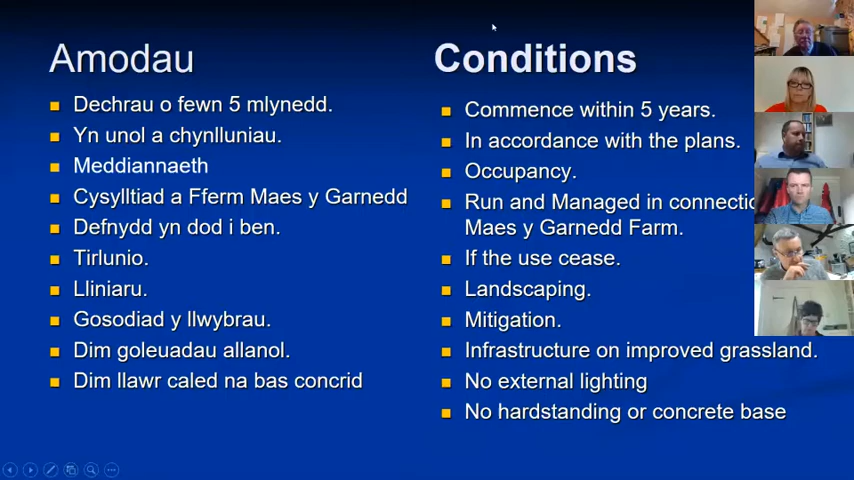 Amodau
Dechrau o fewn 5 mlynedd.
Yn unol a chynlluniau.
Meddiannaeth
Cysylltiad a Fferm Maes y Garnedd
Defnydd yn dod i ben.
Tirlunio.
Lliniaru.
Gosodiad y llwybrau.
Dim goleuadau allanol.
Dim llawr caled na bas concrid
Conditions
Commence within 5 years.
In accordance with the plans.
Occupancy.
Run and Managed in
Maes y Garnedd Farm.
If the use cease.
Landscaping.
Mitigation.
Infrastructure on improved grassland.
No external lighting
No hardstanding or concrete base